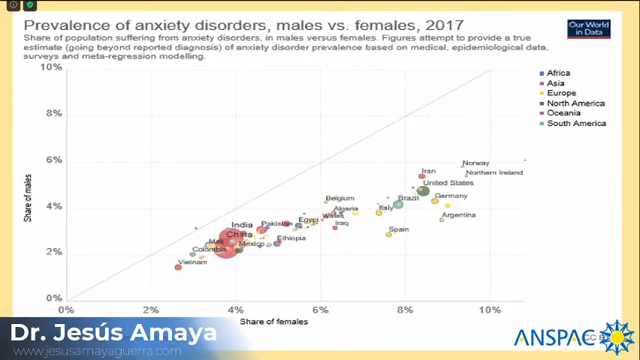 Prevalence of anxiety disorders, males vs. females, 2017
Our World
in Data
Share of population suffering from anxiety disorders, in males versus females. Figures attempt to provide a true
estimate (going beyond reported diagnosis) of anxiety disorder prevalence based on medical, epidemiological data,
surveys and meta-regression modelling.
10%
8%
6%
4%
2%
0%
Share of males
Africa
Asia
Europe
North America
Oceania
South America
Norway
Iran
Northern Ireland
United States
Belgium
Brazil
Germany
Algeria
Italy
Argentina
India
Pakistan
Egypt
Wales
Iraq
China
Spain
Mali
Mexico
Ethiopia
Colombia
Vietnam
0%
2%
4%
6%
8%
10%
Share of females
Dr. Jesús Amaya
www.jesusamayaguerra.com
ANSPAC